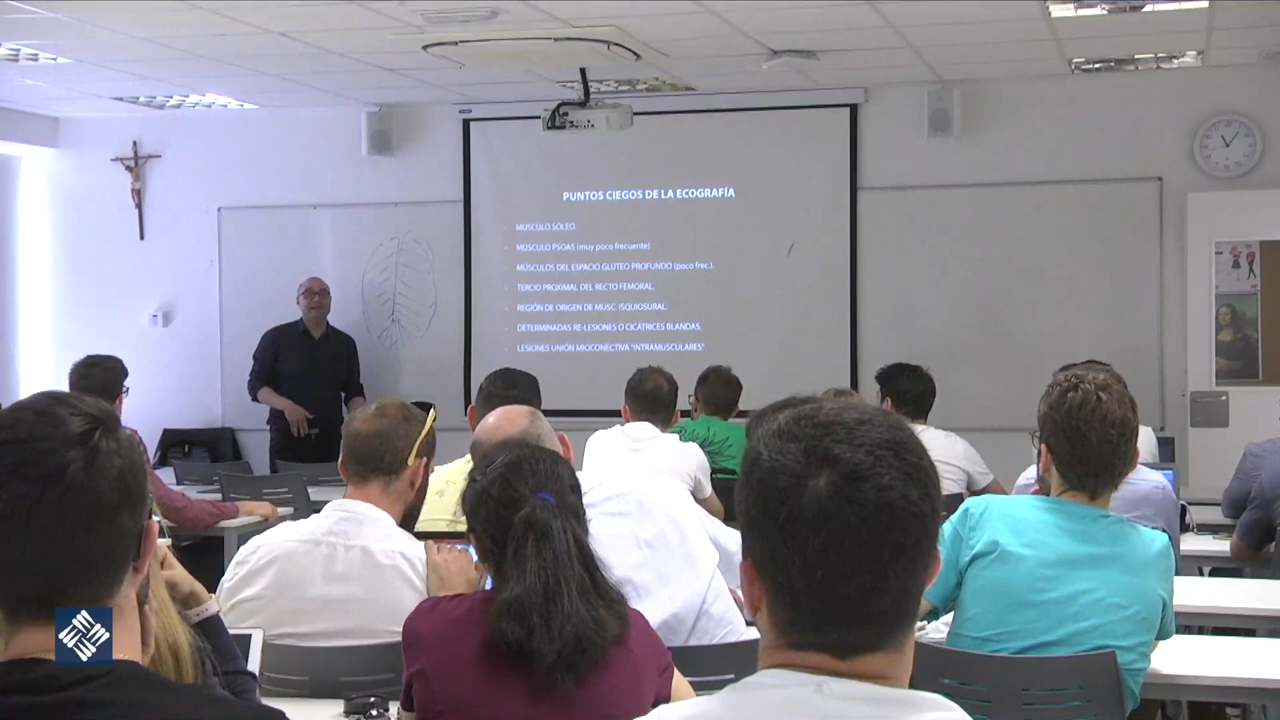 PUNTOS CIEGOS DE LA ECOGRAFÍA
- MÚSCULO SÓLEO.
- MÚSCULO PSOAS (muy poco frecuente)
- MÚSCULOS DEL ESPACIO GLÚTEO PROFUNDO (poco frec.).
- TERCIO PROXIMAL DEL RECTO FEMORAL.
- REGIÓN DE ORIGEN DE MUSC. ISQUIOSURAL.
- DETERMINADAS RE-LESIONES O CICATRICES BLANDAS.
- LESIONES UNIÓN MIOCONECTIVA "INTRAMUSCULARES"